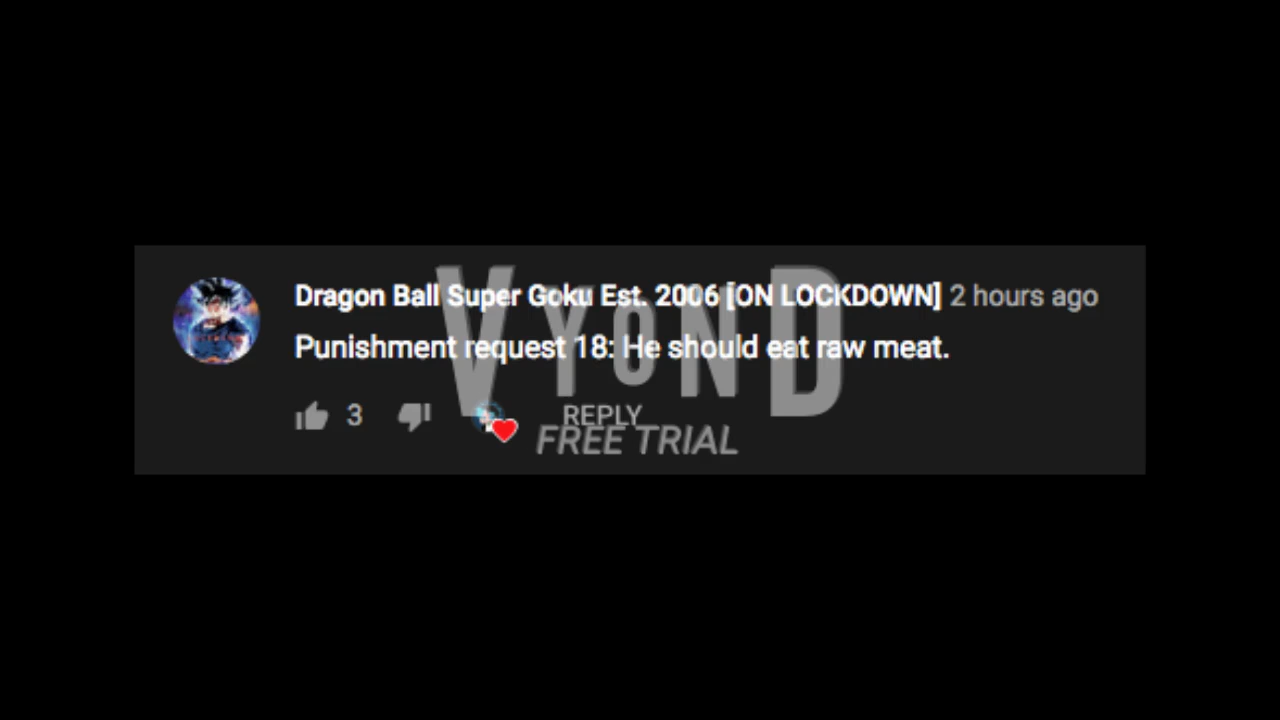 Dragon Ball Super Goku Est. 2006 [ON LOCKDOWN] 2 hours ago
Punishment request 18: He should eat raw meat.
3 REPLY
VYOND
FREE TRIAL